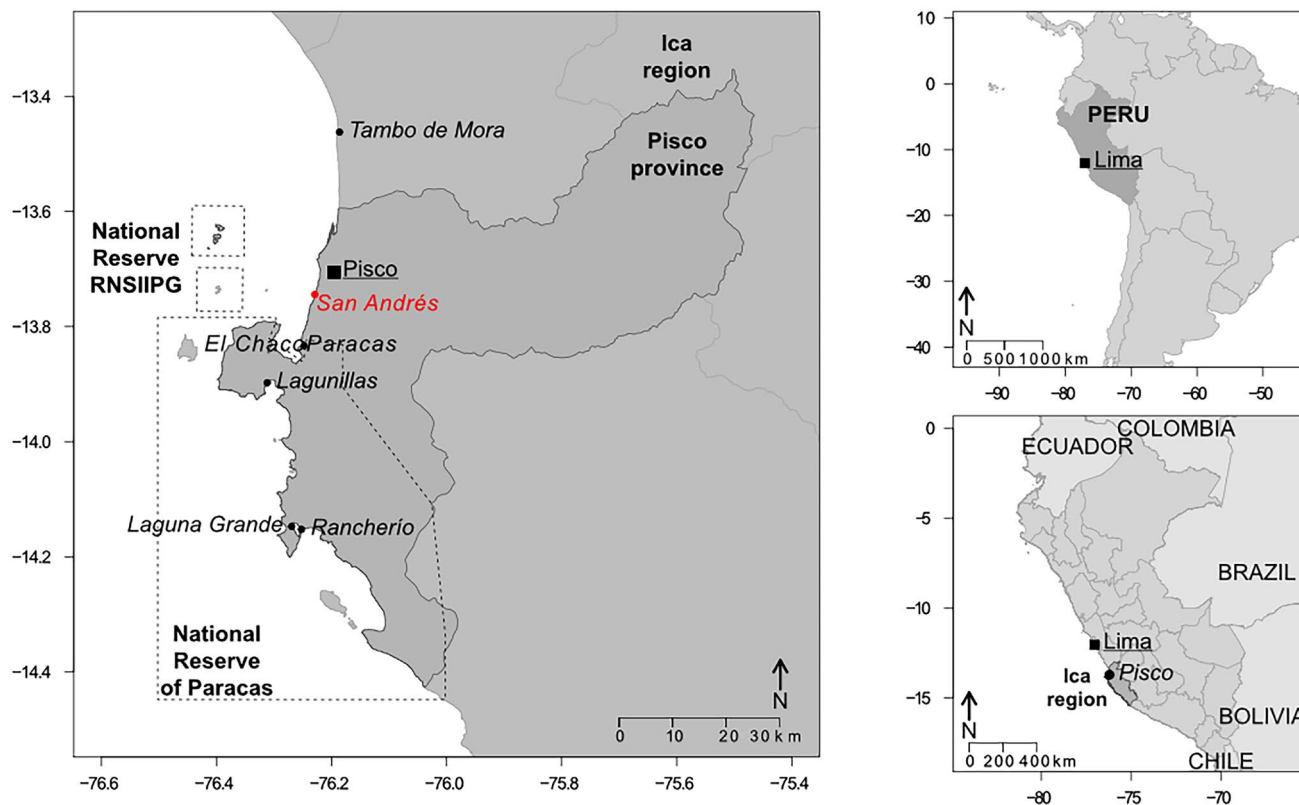 Ica
region
−13.4
Tambo de Mora
Pisco
province
−13.6
National
Reserve
RNSIIPG
Pisco
San Andrés
−13.8
El Chaco
Paracas
Lagunillas
−14.0
Laguna Grande
Rancherio
−14.2
National
Reserve
of Paracas
−14.4
N
0 10 20 30 km
−76.6 −76.4 −76.2 −76.0 −75.6 −75.6 −75.4
10
0
PERU
Lima
−10
−20
−30
N
0 500 1000 km
−40
−90 −80 −70 −60 −50
0
COLOMBIA
ECUADOR
−5
BRAZIL
−10
Lima
Ica
region
Pisco
−15
BOLIVIA
N
0 200 400 km
CHILE
−80 −75 −70